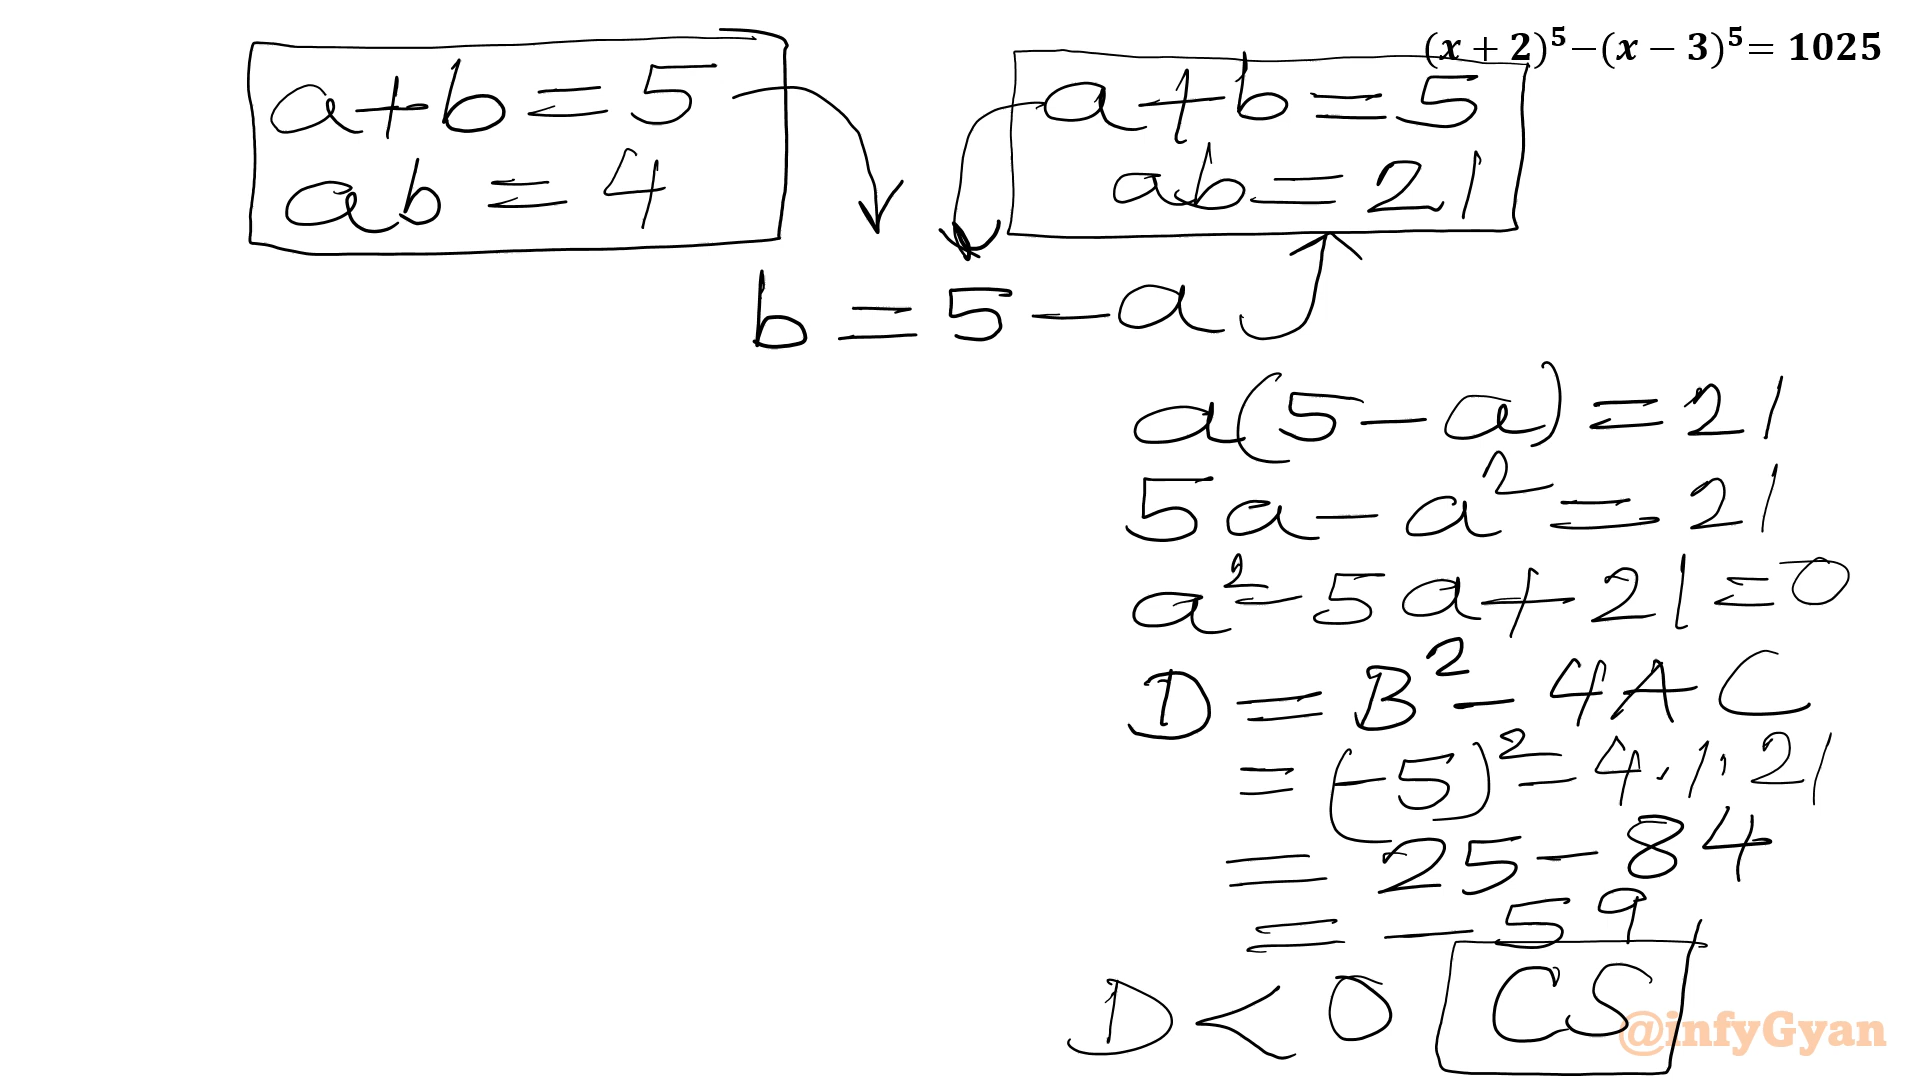 (x + 2)⁵−(x − 3)⁵= 1025
a+b=5
ab=4
a+b=5
ab=21
b=5-a
a(5-a)=21
5a-a²=21
a²-5a+21=0
D=B²-4AC
=(-5)²-4.1.21
=25-84
=-59
D<0 CS
@infyGyan